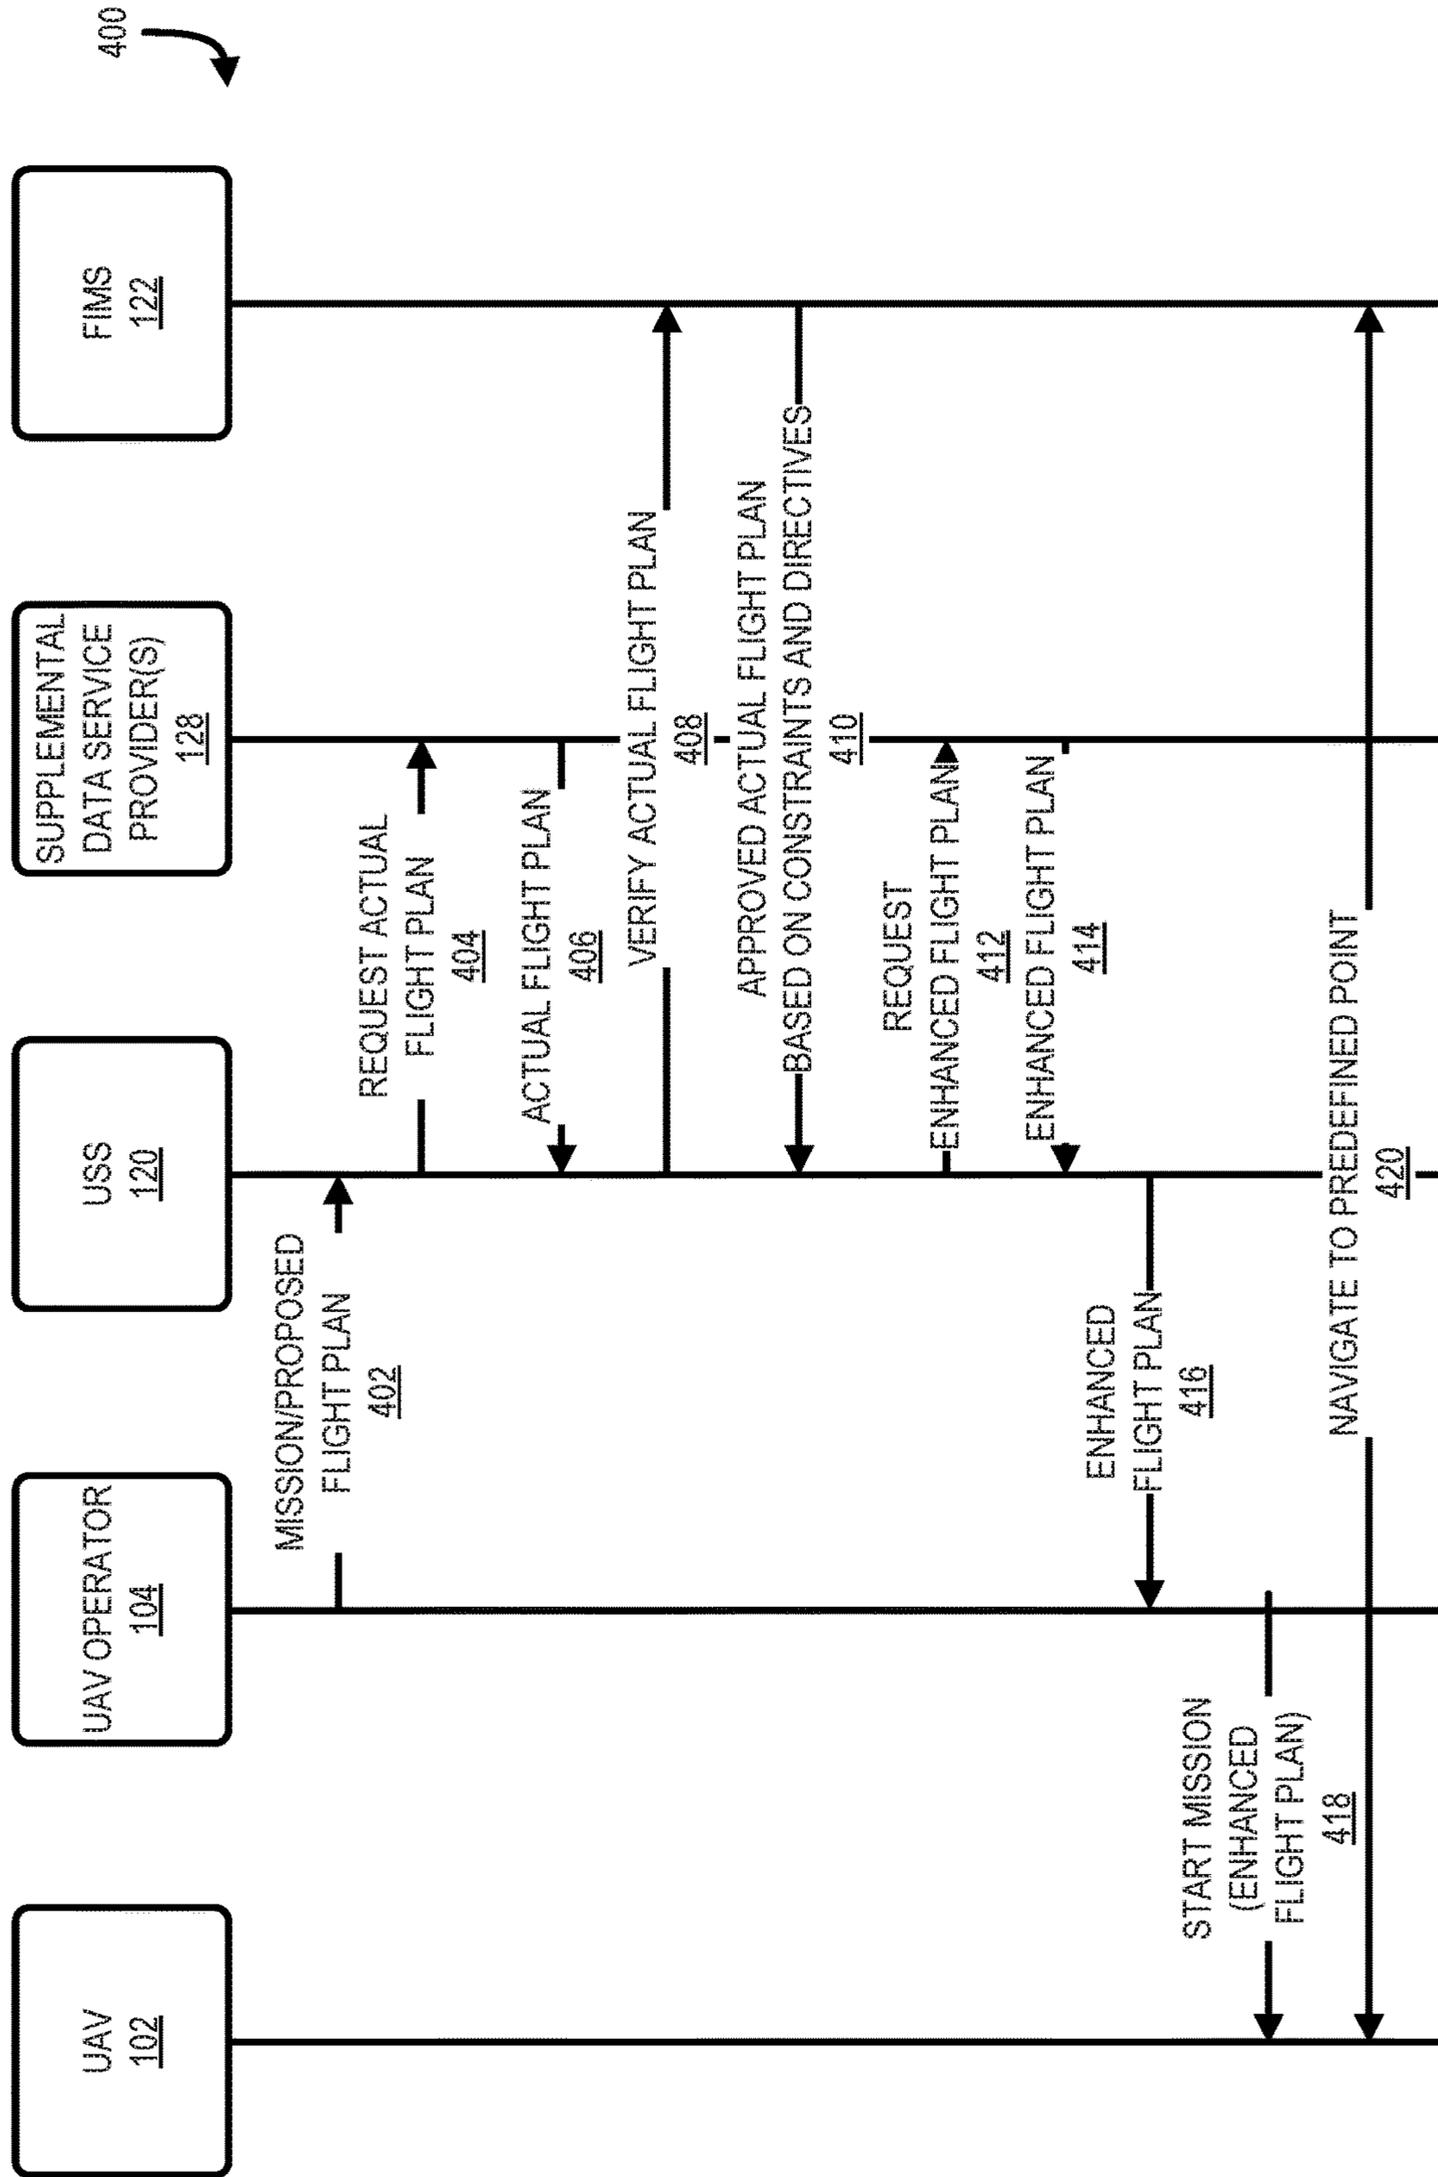 400
UAV
102
UAV OPERATOR
104
USS
120
SUPPLEMENTAL
DATA SERVICE
PROVIDER(S)
128
FIMS
122
MISSION/PROPOSED
FLIGHT PLAN
402
REQUEST ACTUAL
FLIGHT PLAN
404
ACTUAL FLIGHT PLAN
406
VERIFY ACTUAL FLIGHT PLAN
408
APPROVED ACTUAL FLIGHT PLAN
BASED ON CONSTRAINTS AND DIRECTIVES
410
REQUEST
ENHANCED FLIGHT PLAN
412
ENHANCED FLIGHT PLAN
414
ENHANCED
FLIGHT PLAN
416
START MISSION
(ENHANCED
FLIGHT PLAN)
418
NAVIGATE TO PREDEFINED POINT
420